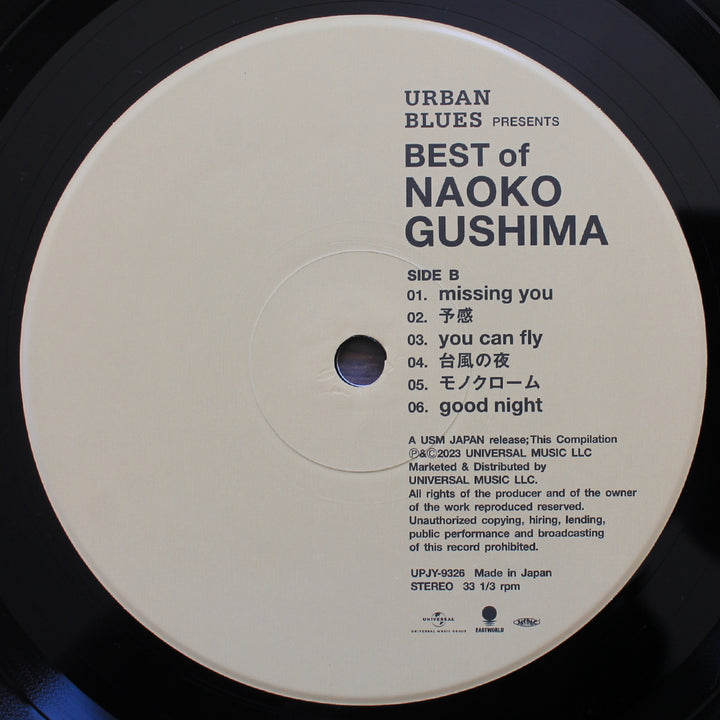 URBAN
BLUES PRESENTS
BEST of
NAOKO
GUSHIMA
SIDE B
01. missing you
02. 予感
03. you can fly
04. 台風の夜
05. モノクローム
06. good night
A USM JAPAN release;This Compilation
Ⓟ&Ⓒ2023 UNIVERSAL MUSIC LLC
Marketed & Distributed by
UNIVERSAL MUSIC LLC.
All rights of the producer and of the owner
of the work reproduced reserved.
Unauthorized copying, hiring, lending,
public performance and broadcasting
of this record prohibited.
UPJY-9326 Made in Japan
STEREO 33 1/3 rpm
UNIVERSAL
UNIVERSAL MUSIC GROUP
EASTWORLD